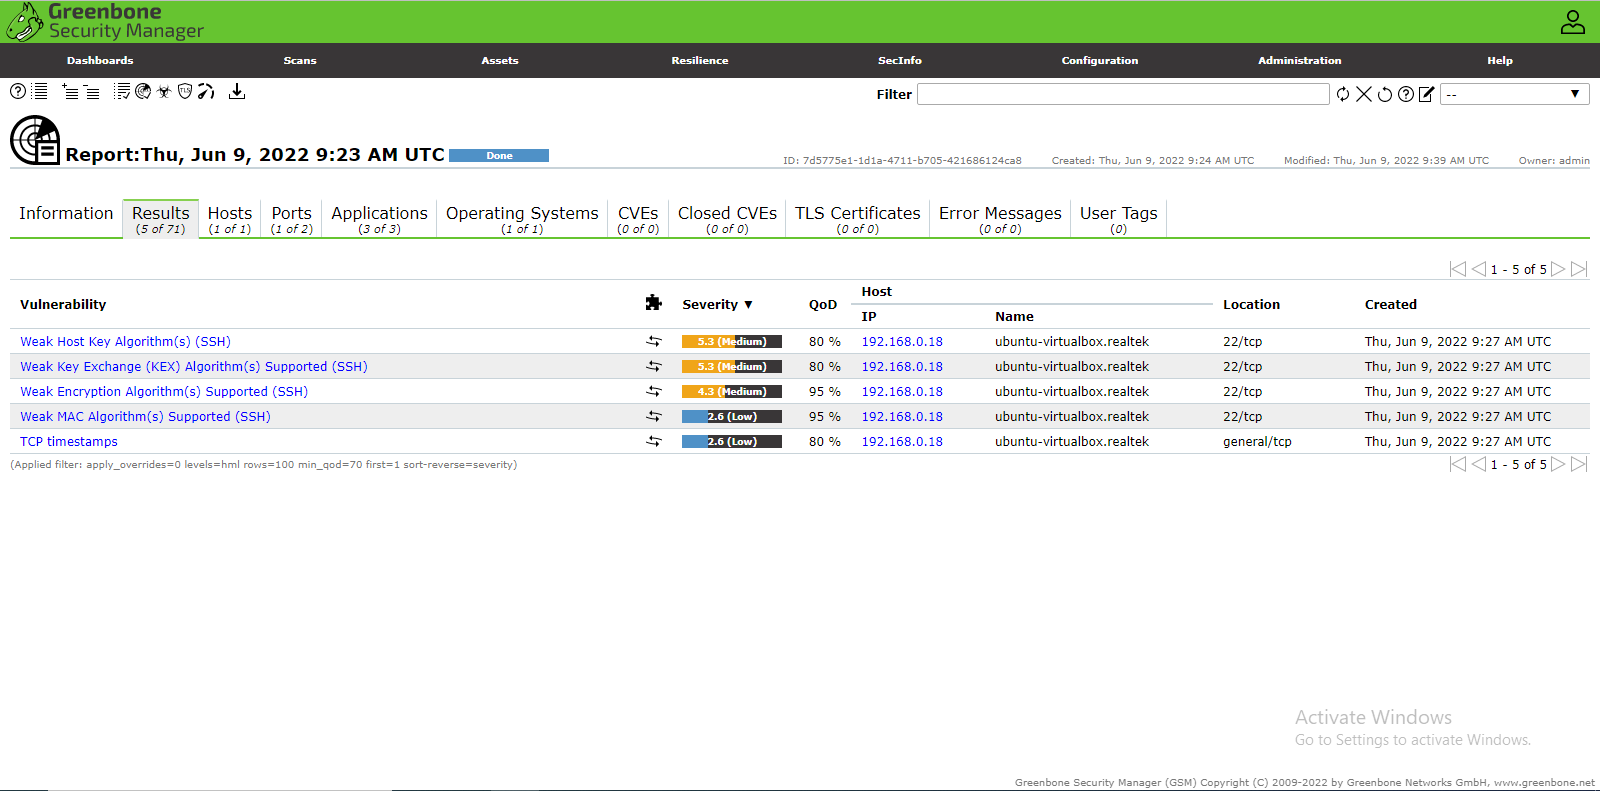 Greenbone
Security Manager
Dashboards Scans Assets Resilience SecInfo Configuration Administration Help
Filter --
Report:Thu, Jun 9, 2022 9:23 AM UTC Done ID: 7d5775e1-1d1a-4711-b705-421686124ca8 Created: Thu, Jun 9, 2022 9:24 AM UTC Modified: Thu, Jun 9, 2022 9:39 AM UTC Owner: admin
Information Results Hosts Ports Applications Operating Systems CVEs Closed CVEs TLS Certificates Error Messages User Tags
(5 of 71) (1 of 1) (1 of 2) (3 of 3) (1 of 1) (0 of 0) (0 of 0) (0 of 0) (0 of 0) (0)
1 - 5 of 5
Vulnerability Severity ▼ QoD Host Location Created
IP Name
Weak Host Key Algorithm(s) (SSH) 5.3 (Medium) 80 % 192.168.0.18 ubuntu-virtualbox.realtek 22/tcp Thu, Jun 9, 2022 9:27 AM UTC
Weak Key Exchange (KEX) Algorithm(s) Supported (SSH) 5.3 (Medium) 80 % 192.168.0.18 ubuntu-virtualbox.realtek 22/tcp Thu, Jun 9, 2022 9:27 AM UTC
Weak Encryption Algorithm(s) Supported (SSH) 4.3 (Medium) 95 % 192.168.0.18 ubuntu-virtualbox.realtek 22/tcp Thu, Jun 9, 2022 9:27 AM UTC
Weak MAC Algorithm(s) Supported (SSH) 2.6 (Low) 95 % 192.168.0.18 ubuntu-virtualbox.realtek 22/tcp Thu, Jun 9, 2022 9:27 AM UTC
TCP timestamps 2.6 (Low) 80 % 192.168.0.18 ubuntu-virtualbox.realtek general/tcp Thu, Jun 9, 2022 9:27 AM UTC
(Applied filter: apply_overrides=0 levels=hml rows=100 min_qod=70 first=1 sort-reverse=severity) 1 - 5 of 5
Activate Windows
Go to Settings to activate Windows.
Greenbone Security Manager (GSM) Copyright (C) 2009-2022 by Greenbone Networks GmbH, www.greenbone.net